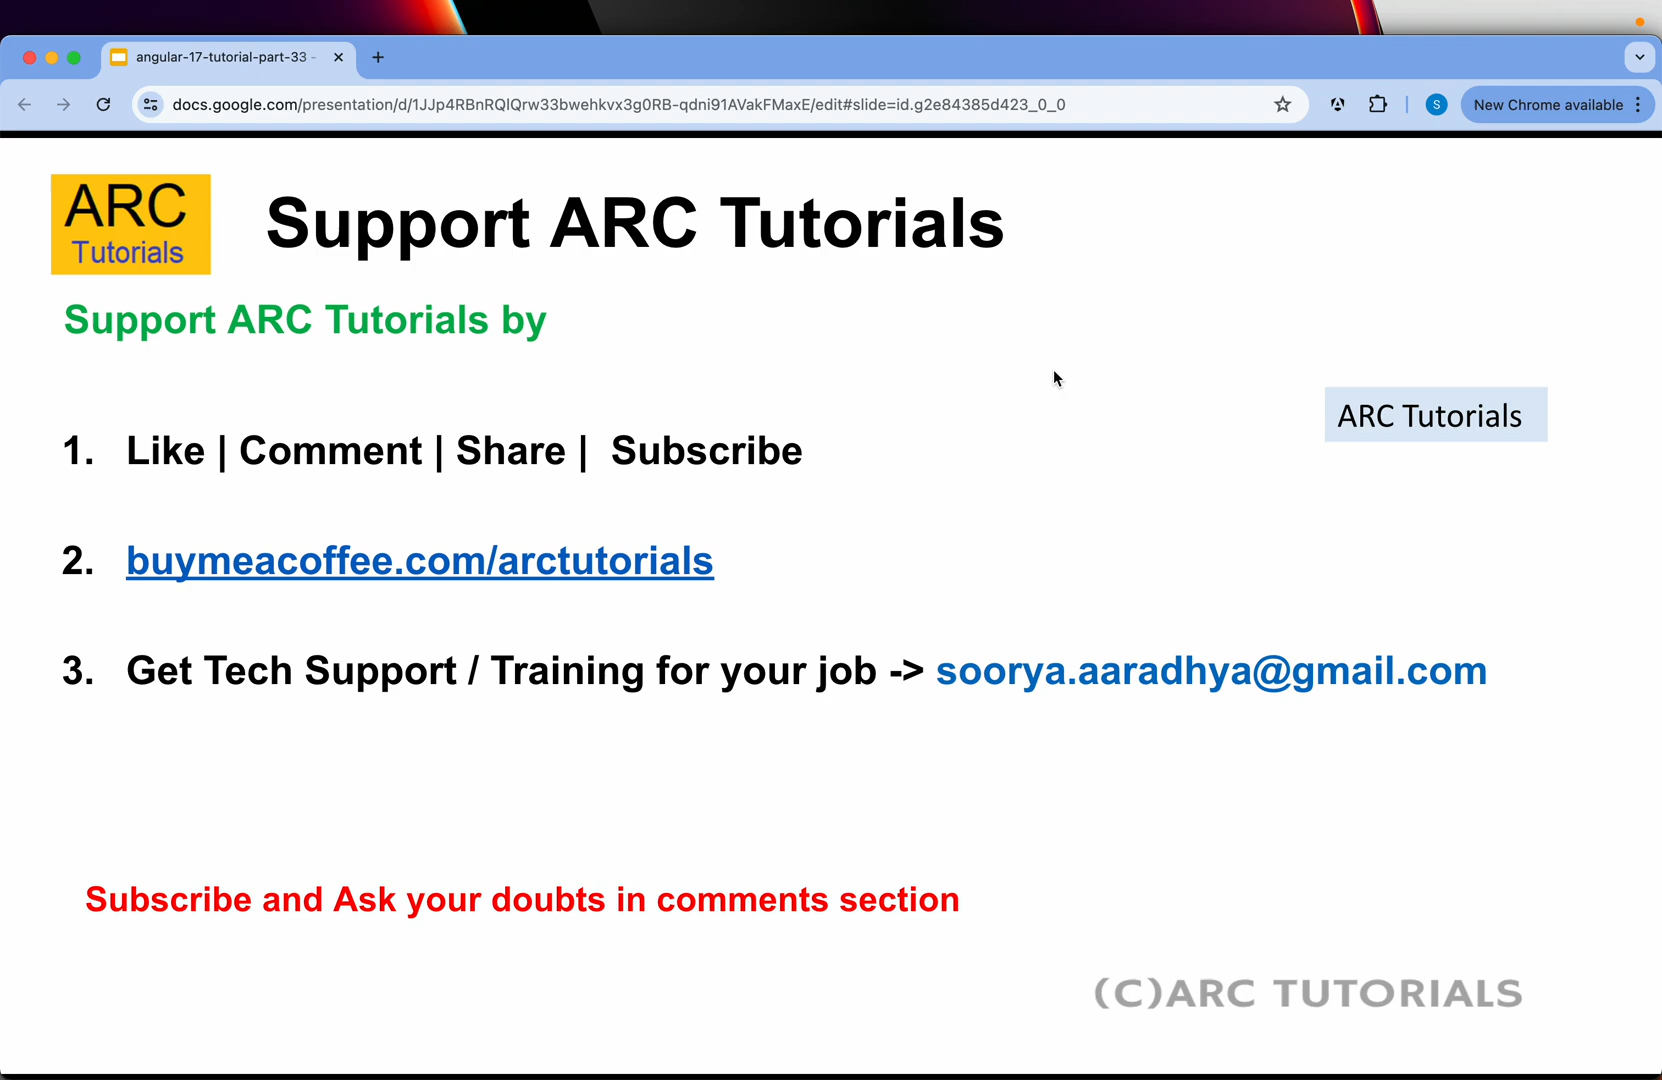 angular-17-tutorial-part-33 -
docs.google.com/presentation/d/1JJp4RBnRQIQrw33bwehkvx3g0RB-qdni91AVakFMaxE/edit#slide=id.g2e84385d423_0_0
S
New Chrome available
ARC
Tutorials
Support ARC Tutorials
Support ARC Tutorials by
ARC Tutorials
1. Like | Comment | Share | Subscribe
2. buymeacoffee.com/arctutorials
3. Get Tech Support / Training for your job -> soorya.aaradhya@gmail.com
Subscribe and Ask your doubts in comments section
(C)ARC TUTORIALS